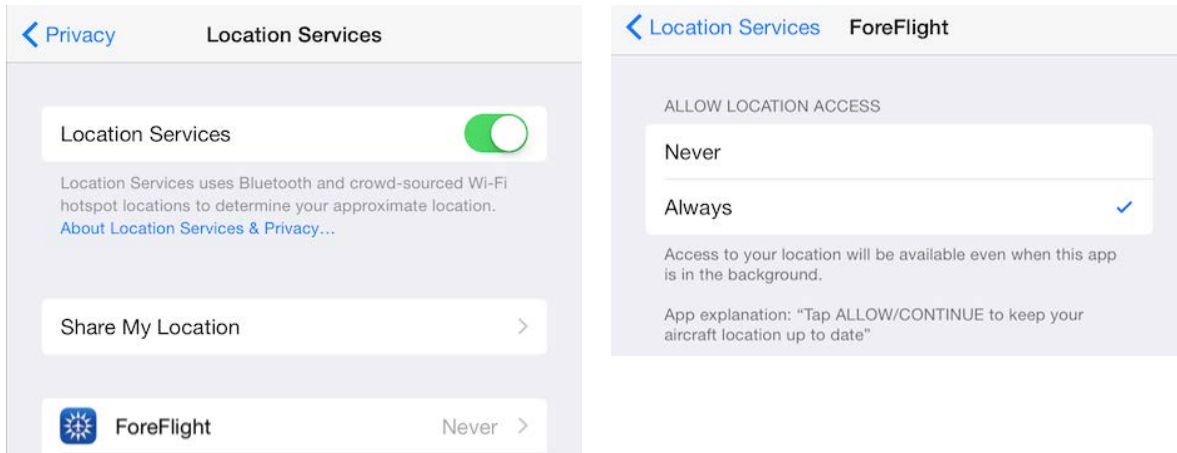 Privacy
Location Services
Location Services
Location Services uses Bluetooth and crowd-sourced Wi-Fi
hotspot locations to determine your approximate location.
About Location Services & Privacy…
Share My Location
ForeFlight
Never
Location Services
ForeFlight
ALLOW LOCATION ACCESS
Never
Always
Access to your location will be available even when this app
is in the background.
App explanation: “Tap ALLOW/CONTINUE to keep your
aircraft location up to date”